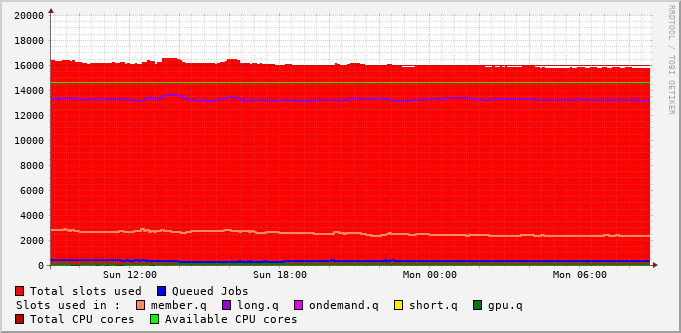 20000
18000
16000
14000
12000
10000
8000
6000
4000
2000
0
Sun 12:00 Sun 18:00 Mon 00:00 Mon 06:00
RRDTOOL / TOBI OETIKER
Total slots used Queued Jobs
Slots used in : member.q long.q ondemand.q short.q gpu.q
Total CPU cores Available CPU cores